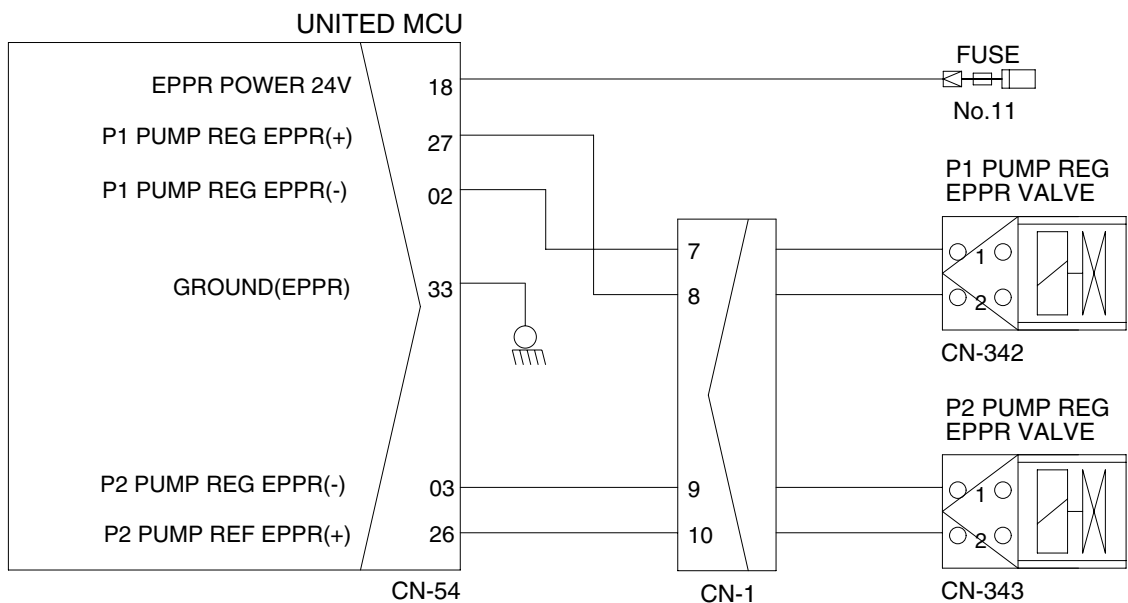 UNITED MCU
EPPR POWER 24V
18
FUSE
No.11
P1 PUMP REG EPPR(+)
27
P1 PUMP REG EPPR(-)
02
P1 PUMP REG
EPPR VALVE
7
1
GROUND(EPPR)
33
8
2
CN-342
P2 PUMP REG
EPPR VALVE
P2 PUMP REG EPPR(-)
03
9
1
P2 PUMP REF EPPR(+)
26
10
2
CN-54
CN-1
CN-343